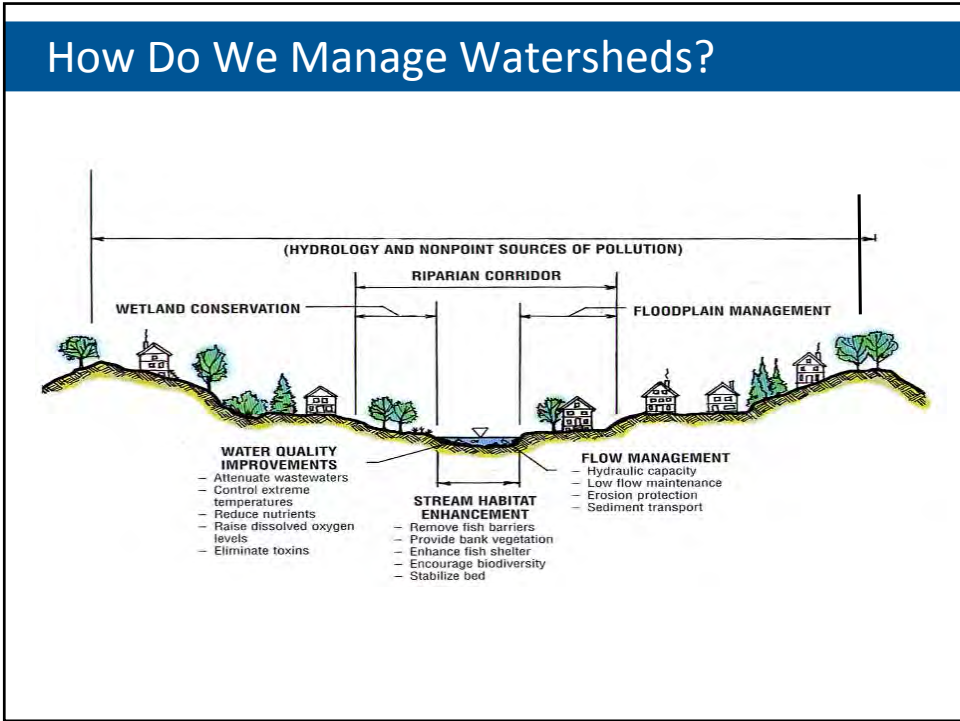 How Do We Manage Watersheds?
(HYDROLOGY AND NONPOINT SOURCES OF POLLUTION)
RIPARIAN CORRIDOR
WETLAND CONSERVATION
FLOODPLAIN MANAGEMENT
WATER QUALITY
IMPROVEMENTS
– Attenuate wastewaters
– Control extreme
temperatures
– Reduce nutrients
– Raise dissolved oxygen
levels
– Eliminate toxins
STREAM HABITAT
ENHANCEMENT
– Remove fish barriers
– Provide bank vegetation
– Enhance fish shelter
– Encourage biodiversity
– Stabilize bed
FLOW MANAGEMENT
– Hydraulic capacity
– Low flow maintenance
– Erosion protection
– Sediment transport